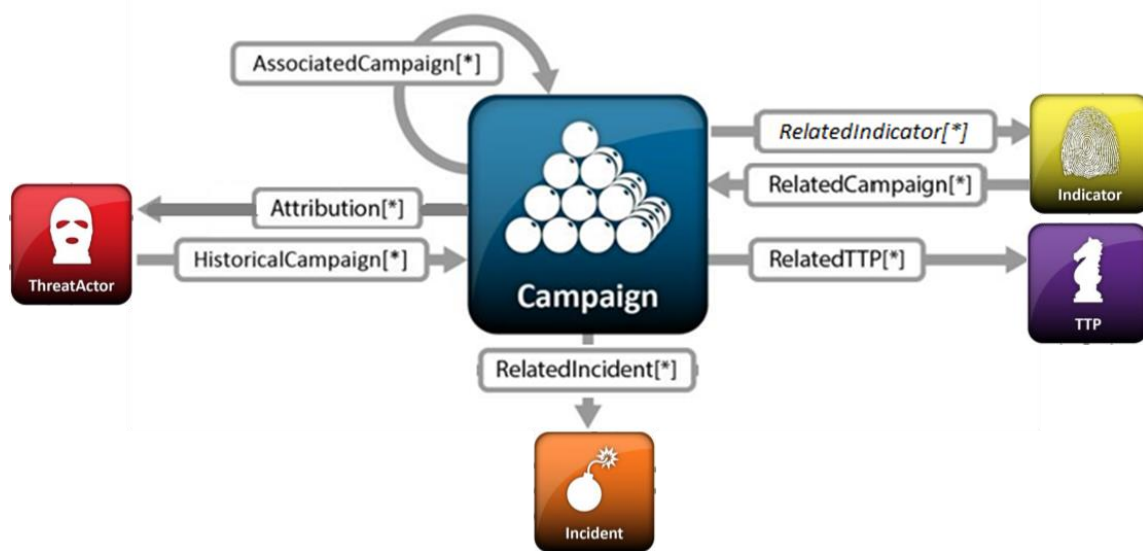 AssociatedCampaign[*]
RelatedIndicator[*]
Indicator
RelatedCampaign[*]
Attribution[*]
ThreatActor
HistoricalCampaign[*]
Campaign
RelatedTTP[*]
TTP
RelatedIncident[*]
Incident